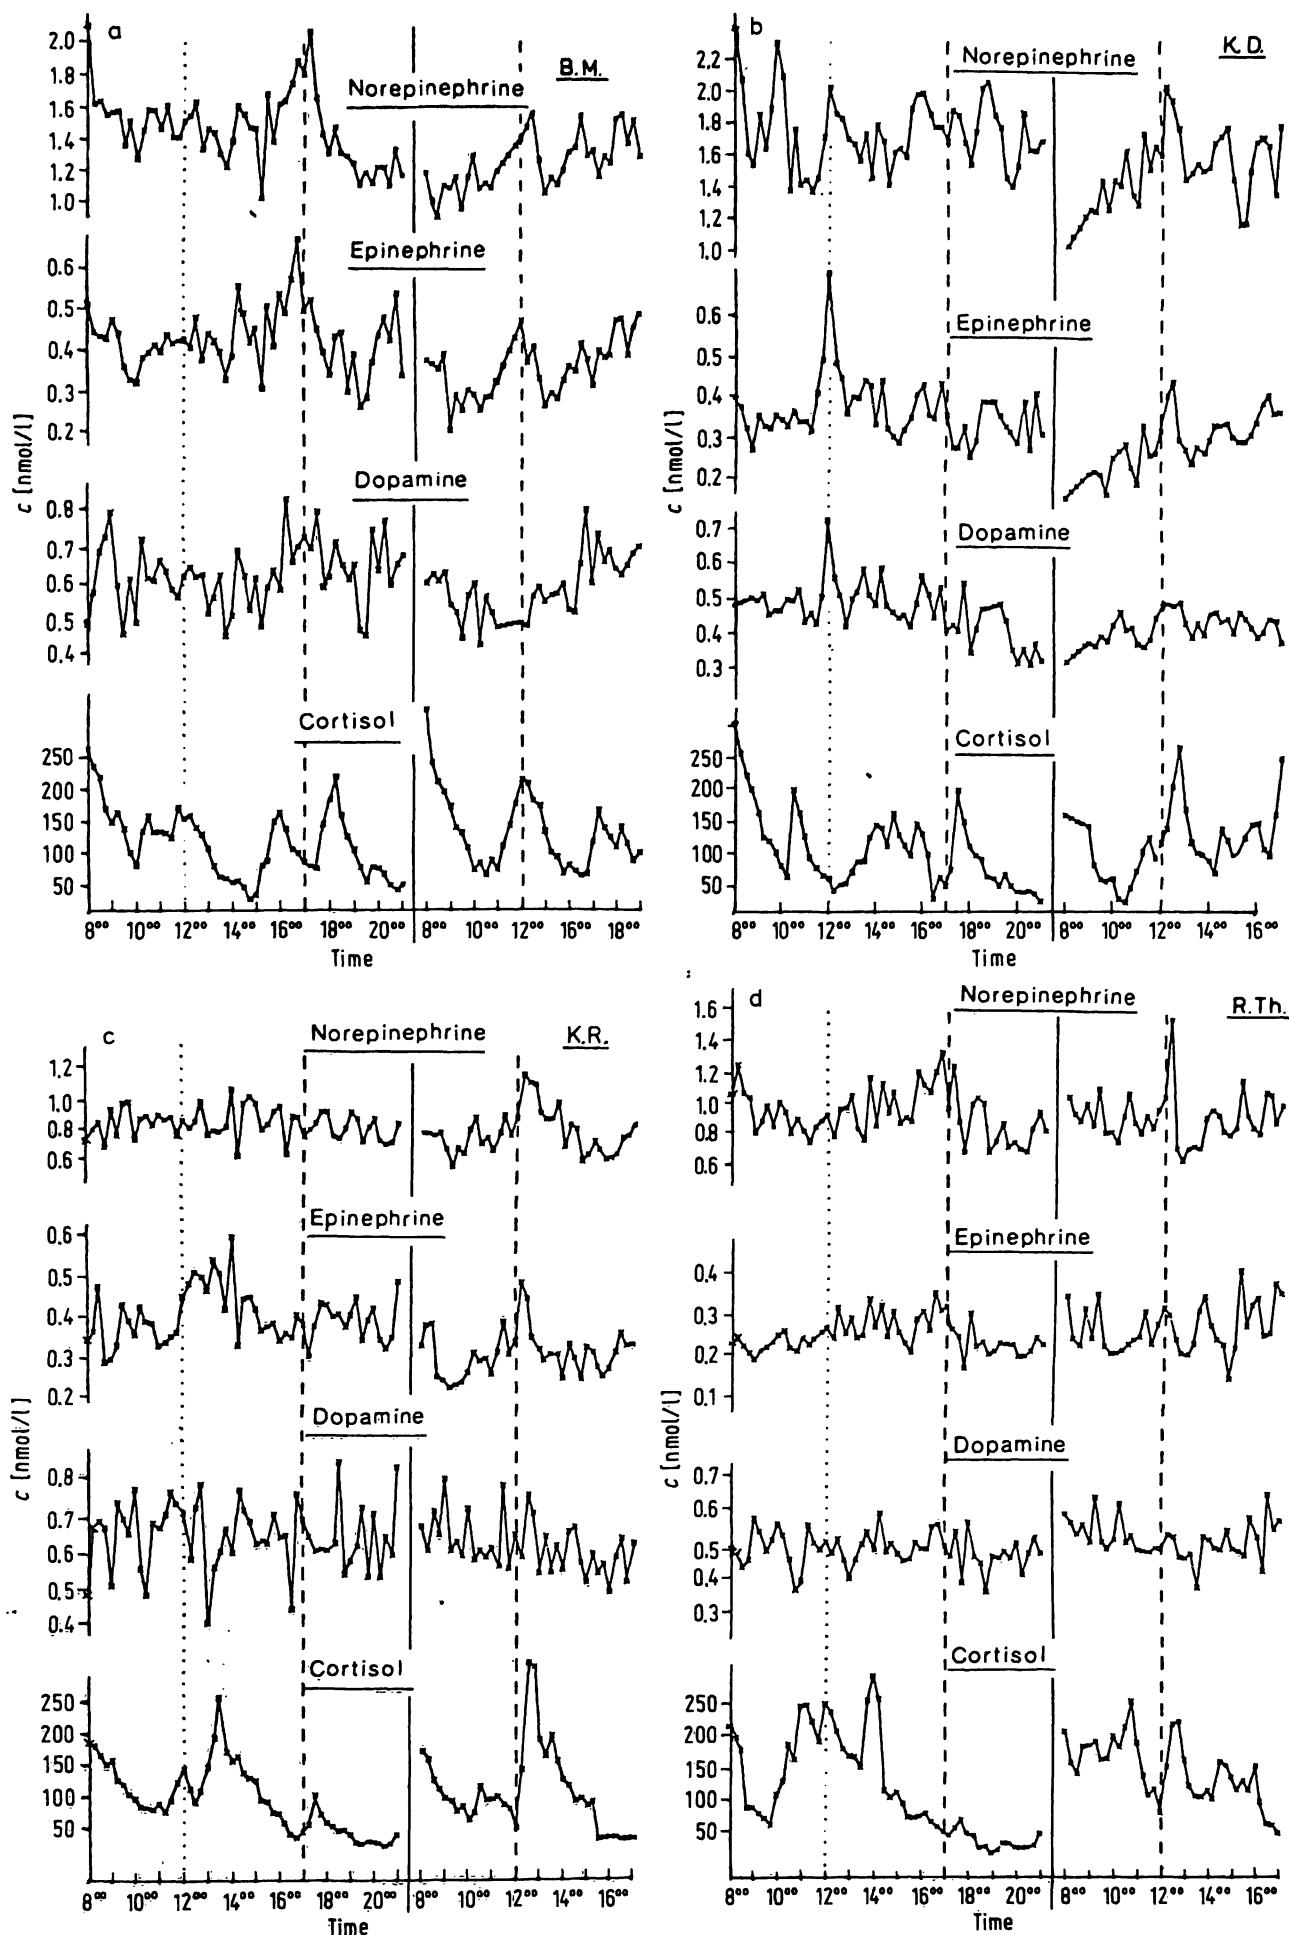 a
B.M.
Norepinephrine
2.0
1.8
1.6
1.4
1.2
1.0
Epinephrine
0.6
0.5
0.4
0.3
0.2
c [nmol/l]
Dopamine
0.8
0.7
0.6
0.5
0.4
Cortisol
250
200
150
100
50
8⁰⁰ 10⁰⁰ 12⁰⁰ 14⁰⁰ 16⁰⁰ 18⁰⁰ 20⁰⁰ 8⁰⁰ 10⁰⁰ 12⁰⁰ 16⁰⁰ 18⁰⁰
Time
b
K.D.
Norepinephrine
2.2
2.0
1.8
1.6
1.4
1.2
1.0
Epinephrine
0.6
0.5
0.4
0.3
0.2
c [nmol/l]
Dopamine
0.7
0.6
0.5
0.4
0.3
Cortisol
250
200
150
100
50
8⁰⁰ 10⁰⁰ 12⁰⁰ 14⁰⁰ 16⁰⁰ 18⁰⁰ 20⁰⁰ 8⁰⁰ 10⁰⁰ 12⁰⁰ 14⁰⁰ 16⁰⁰
Time
c
K.R.
Norepinephrine
1.2
1.0
0.8
0.6
Epinephrine
0.6
0.5
0.4
0.3
0.2
c [nmol/l]
Dopamine
0.8
0.7
0.6
0.5
0.4
Cortisol
250
200
150
100
50
8⁰⁰ 10⁰⁰ 12⁰⁰ 14⁰⁰ 16⁰⁰ 18⁰⁰ 20⁰⁰ 8⁰⁰ 10⁰⁰ 12⁰⁰ 14⁰⁰ 16⁰⁰
Time
d
R.Th.
Norepinephrine
1.6
1.4
1.2
1.0
0.8
0.6
Epinephrine
0.4
0.3
0.2
0.1
c [nmol/l]
Dopamine
0.7
0.6
0.5
0.4
0.3
Cortisol
250
200
150
100
50
8⁰⁰ 10⁰⁰ 12⁰⁰ 14⁰⁰ 16⁰⁰ 18⁰⁰ 20⁰⁰ 8⁰⁰ 10⁰⁰ 12⁰⁰ 14⁰⁰ 16⁰⁰
Time